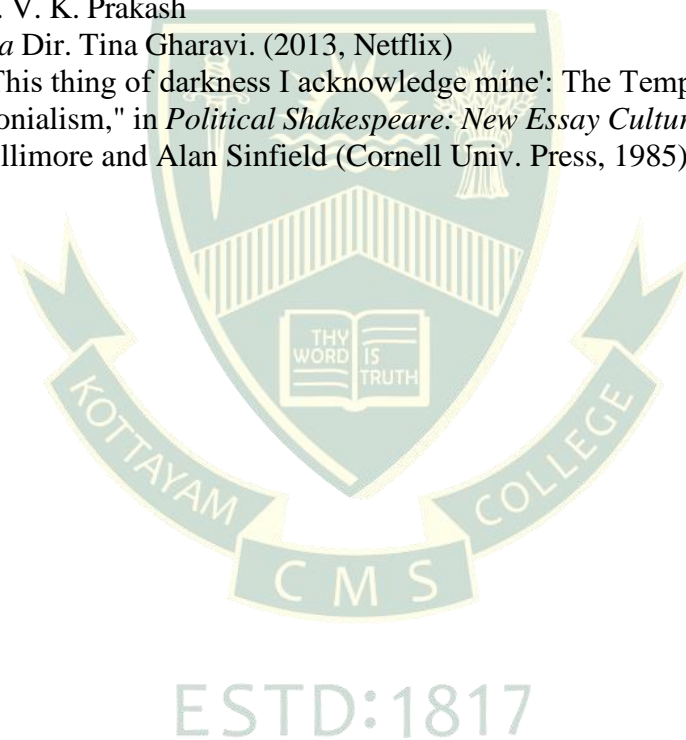 . V. K. Prakash
a Dir. Tina Gharavi. (2013, Netflix)
This thing of darkness I acknowledge mine': The Temp
onialism," in Political Shakespeare: New Essay Cultur
llimore and Alan Sinfield (Cornell Univ. Press, 1985)
THY
WORD IS
TRUTH
KOTTAYAM COLLEGE
C M S
ESTD:1817